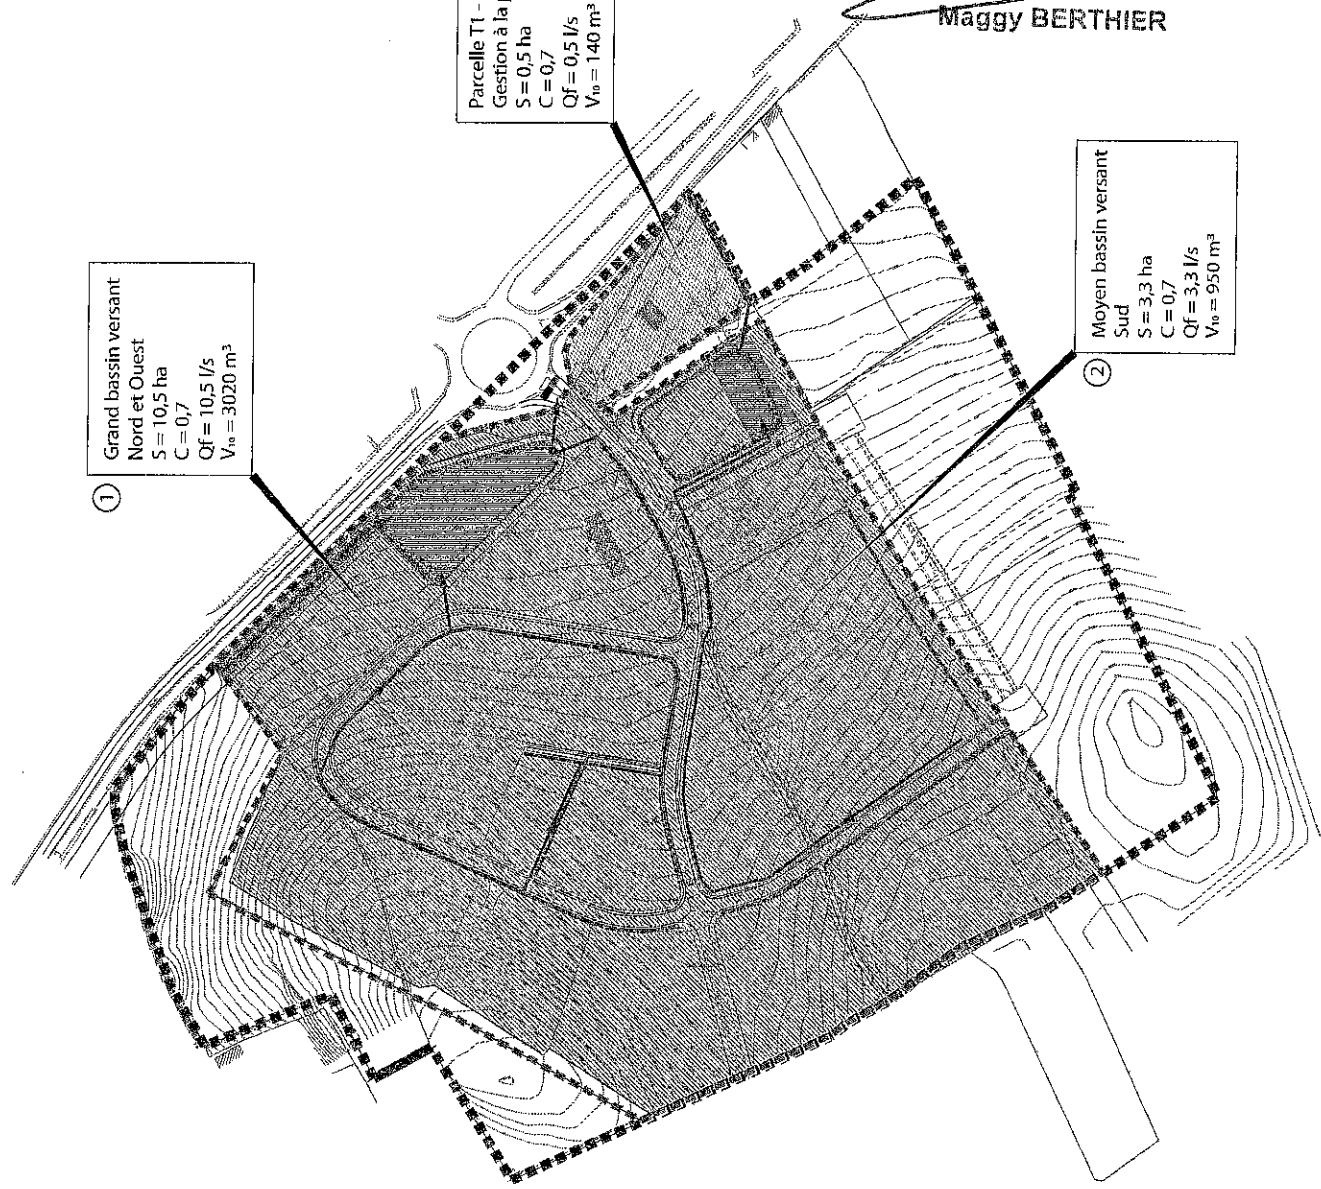 Maggy BERTHIER
Parcelle T1 -
Gestion à la
S = 0,5 ha
C = 0,7
Qf = 0,5 l/s
V₁₀ = 140 m³
1
Grand bassin versant
Nord et Ouest
S = 10,5 ha
C = 0,7
Qf = 10,5 l/s
V₁₀ = 3020 m³
2
Moyen bassin versant
Sud
S = 3,3 ha
C = 0,7
Qf = 3,3 l/s
V₁₀ = 950 m³